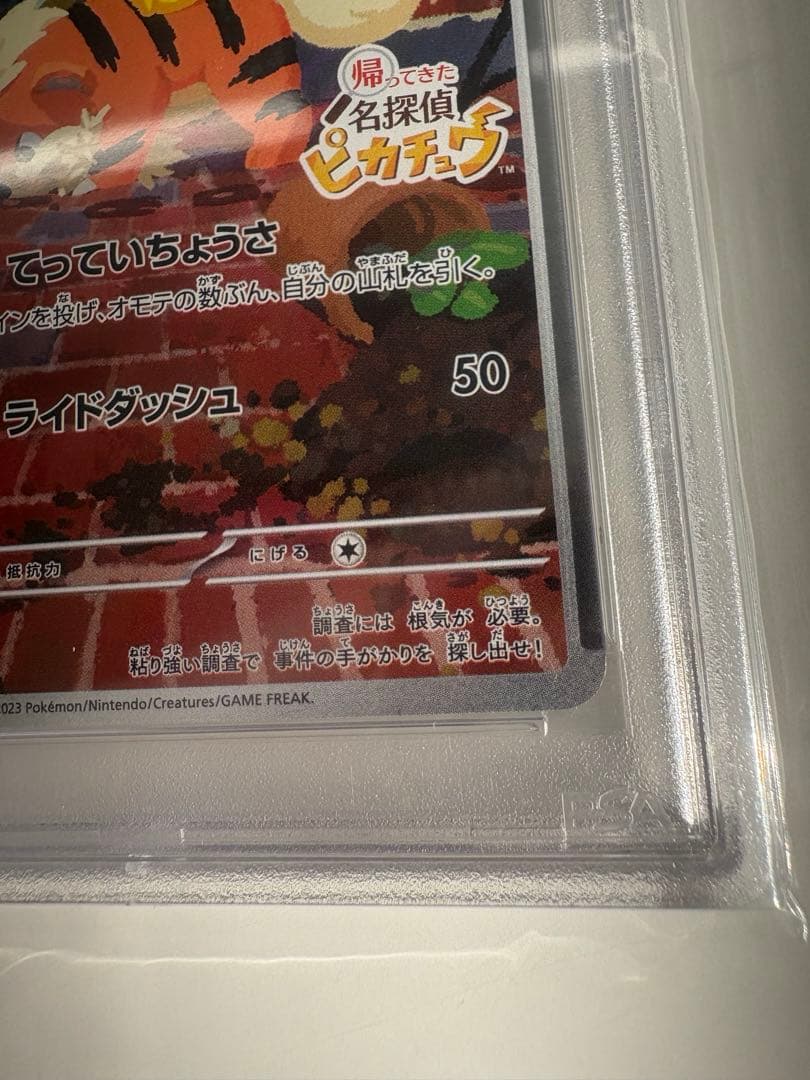 帰ってきた
名探偵
ピカチュウ™
てっていちょうさ
インを投げ、オモテの数ぶん、自分の山札を引く。
ライドダッシュ 50
抵抗力 にげる
調査には 根気が 必要。
粘り強い調査で 事件の手がかりを 探し出せ!
2023 Pokémon/Nintendo/Creatures/GAME FREAK.
PSA